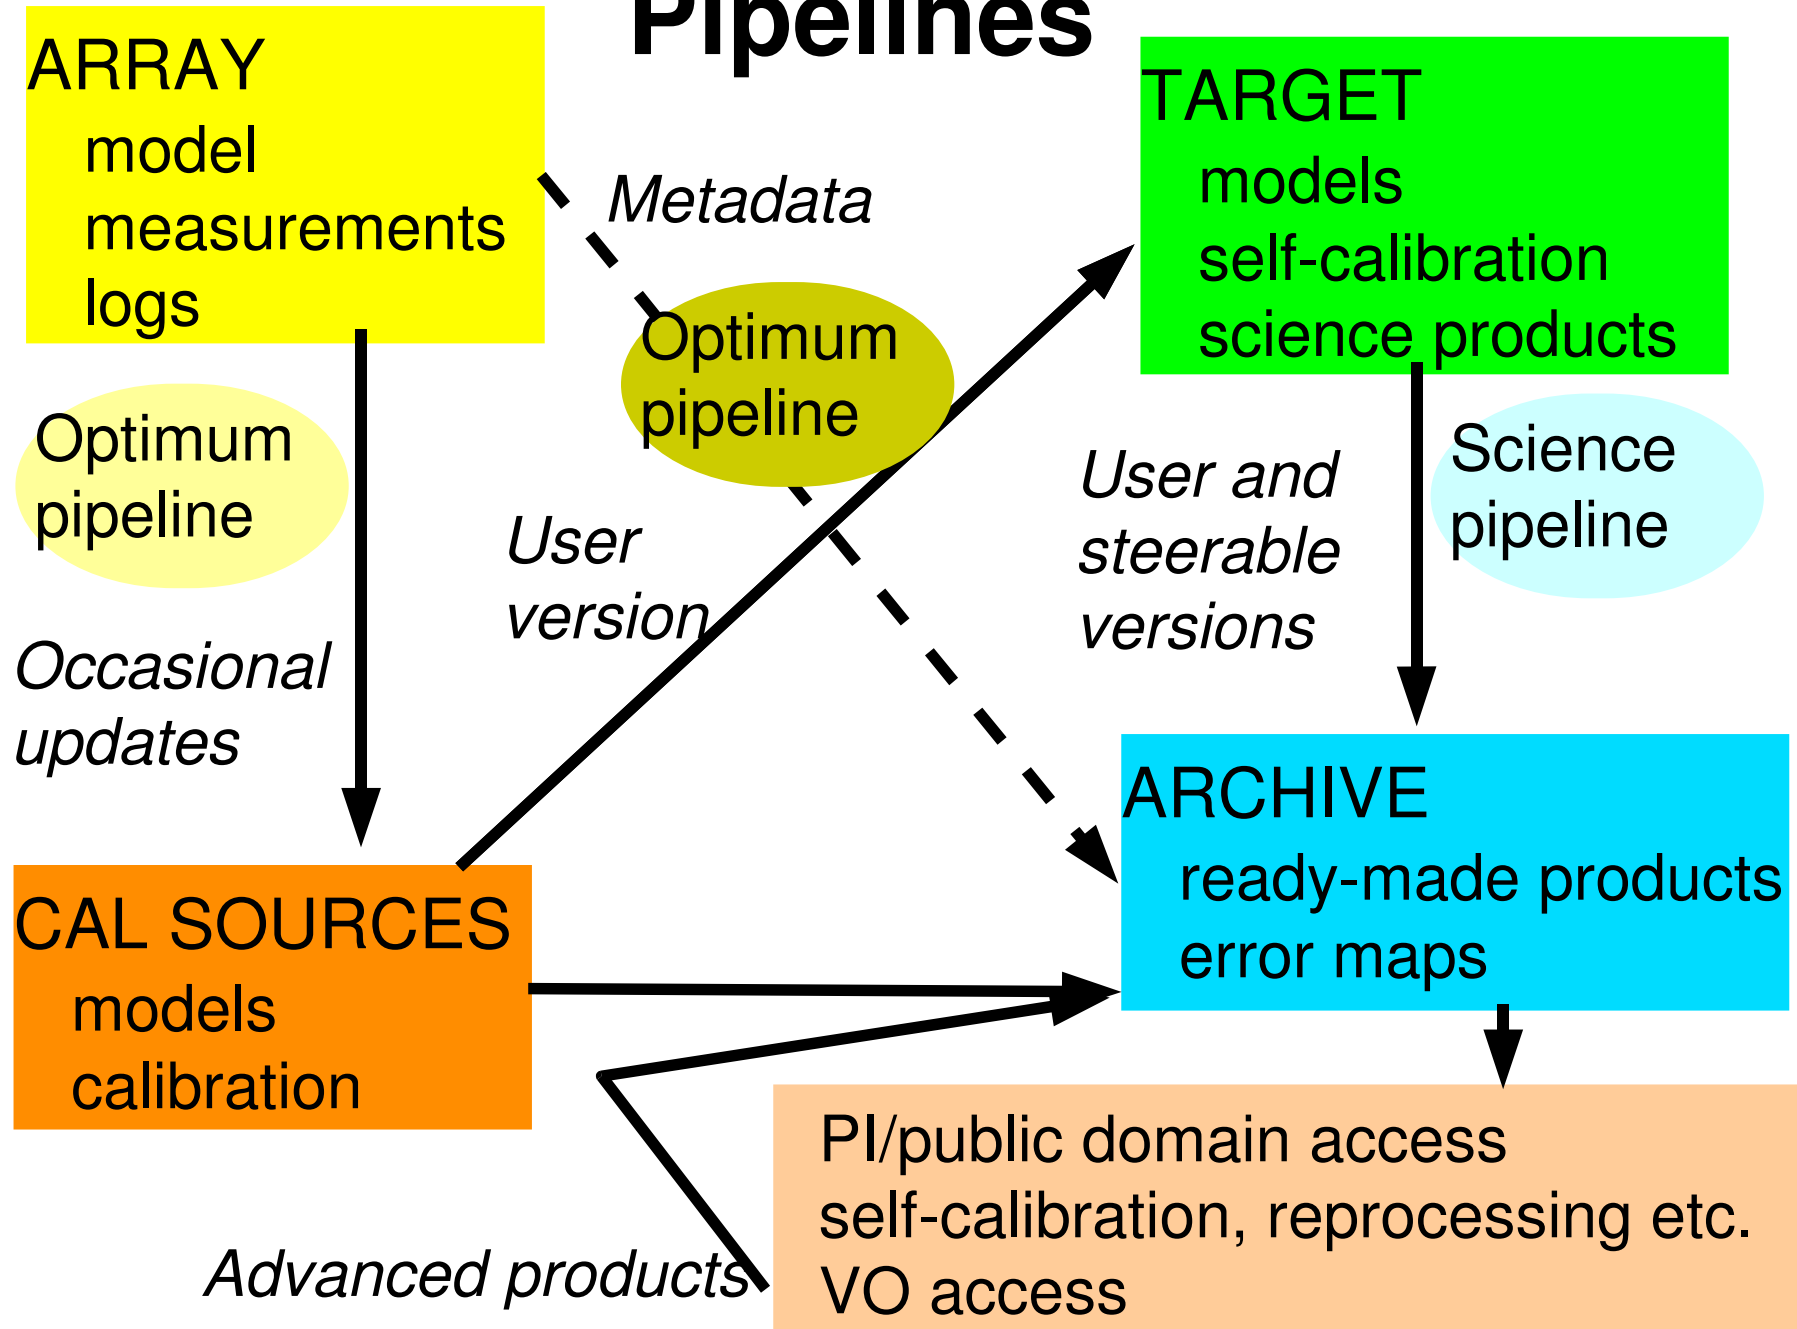 Pipelines
ARRAY
model
measurements
logs
Metadata
TARGET
models
self-calibration
science products
Optimum
pipeline
Optimum
pipeline
User
version
User and
steerable
versions
Science
pipeline
Occasional
updates
CAL SOURCES
models
calibration
ARCHIVE
ready-made products
error maps
PI/public domain access
self-calibration, reprocessing etc.
VO access
Advanced products